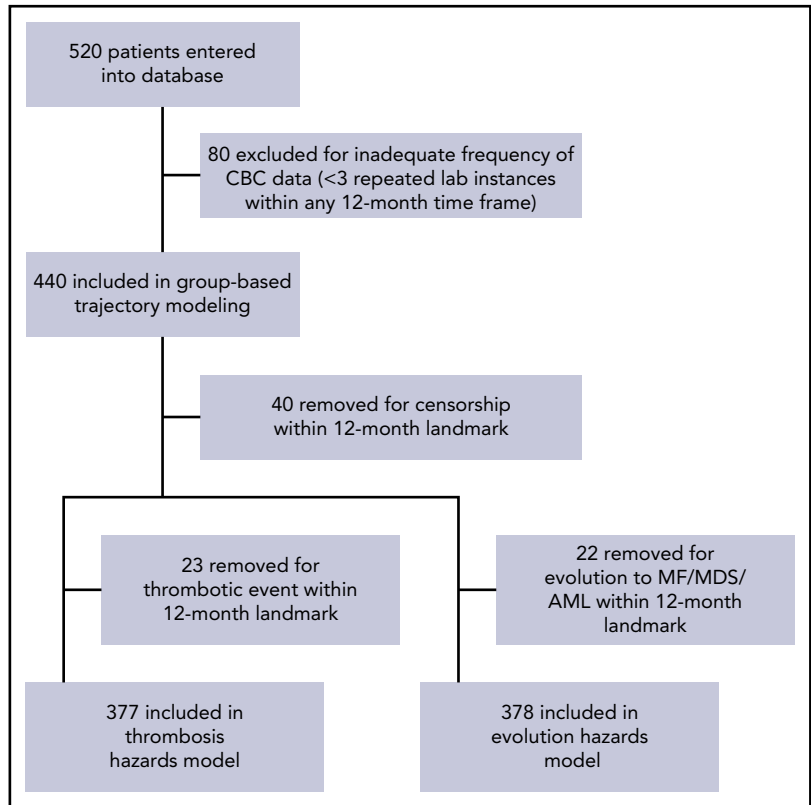 520 patients entered
into database
80 excluded for inadequate frequency of
CBC data (<3 repeated lab instances
within any 12-month time frame)
440 included in group-based
trajectory modeling
40 removed for censorship
within 12-month landmark
23 removed for
thrombotic event within
12-month landmark
22 removed for
evolution to MF/MDS/
AML within 12-month
landmark
377 included in
thrombosis
hazards model
378 included in
evolution hazards
model